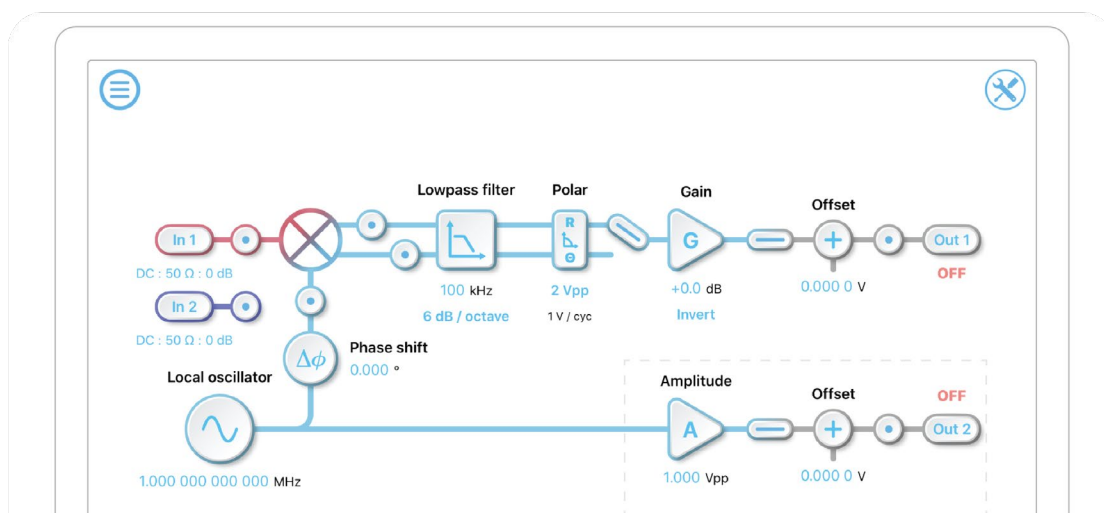 Lowpass filter
Polar
Gain
Offset
In 1
R
Θ
G
Out 1
DC : 50 Ω : 0 dB
100 kHz
2 Vpp
+0.0 dB
0.000 0 V
OFF
In 2
6 dB / octave
1 V / cyc
Invert
DC : 50 Ω : 0 dB
Δϕ
Phase shift
0.000 °
Local oscillator
Amplitude
Offset
OFF
A
Out 2
1.000 000 000 000 MHz
1.000 Vpp
0.000 0 V